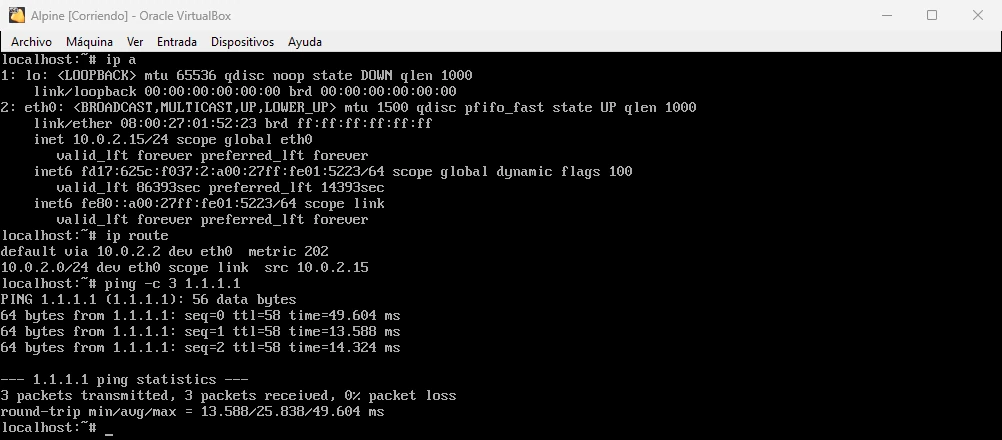 Alpine [Corriendo] - Oracle VirtualBox
Archivo Máquina Ver Entrada Dispositivos Ayuda
localhost:~# ip a
1: lo: <LOOPBACK> mtu 65536 qdisc noop state DOWN qlen 1000
    link/loopback 00:00:00:00:00:00 brd 00:00:00:00:00:00
2: eth0: <BROADCAST,MULTICAST,UP,LOWER_UP> mtu 1500 qdisc pfifo_fast state UP qlen 1000
    link/ether 08:00:27:01:52:23 brd ff:ff:ff:ff:ff:ff
    inet 10.0.2.15/24 scope global eth0
       valid_lft forever preferred_lft forever
    inet6 fd17:625c:f037:2:a00:27ff:fe01:5223/64 scope global dynamic flags 100
       valid_lft 86393sec preferred_lft 14393sec
    inet6 fe80::a00:27ff:fe01:5223/64 scope link
       valid_lft forever preferred_lft forever
localhost:~# ip route
default via 10.0.2.2 dev eth0  metric 202
10.0.2.0/24 dev eth0 scope link  src 10.0.2.15
localhost:~# ping -c 3 1.1.1.1
PING 1.1.1.1 (1.1.1.1): 56 data bytes
64 bytes from 1.1.1.1: seq=0 ttl=58 time=49.604 ms
64 bytes from 1.1.1.1: seq=1 ttl=58 time=13.588 ms
64 bytes from 1.1.1.1: seq=2 ttl=58 time=14.324 ms

--- 1.1.1.1 ping statistics ---
3 packets transmitted, 3 packets received, 0% packet loss
round-trip min/avg/max = 13.588/25.838/49.604 ms
localhost:~# _